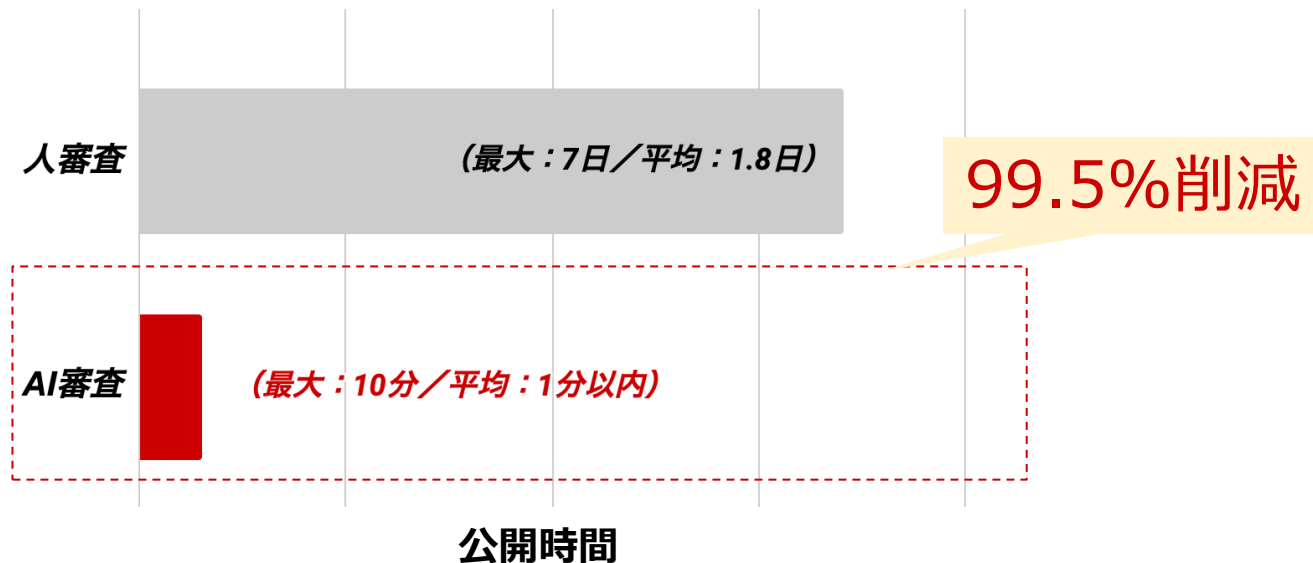 人審査
（最大：7日／平均：1.8日）
99.5%削減
AI審査
（最大：10分／平均：1分以内）
公開時間